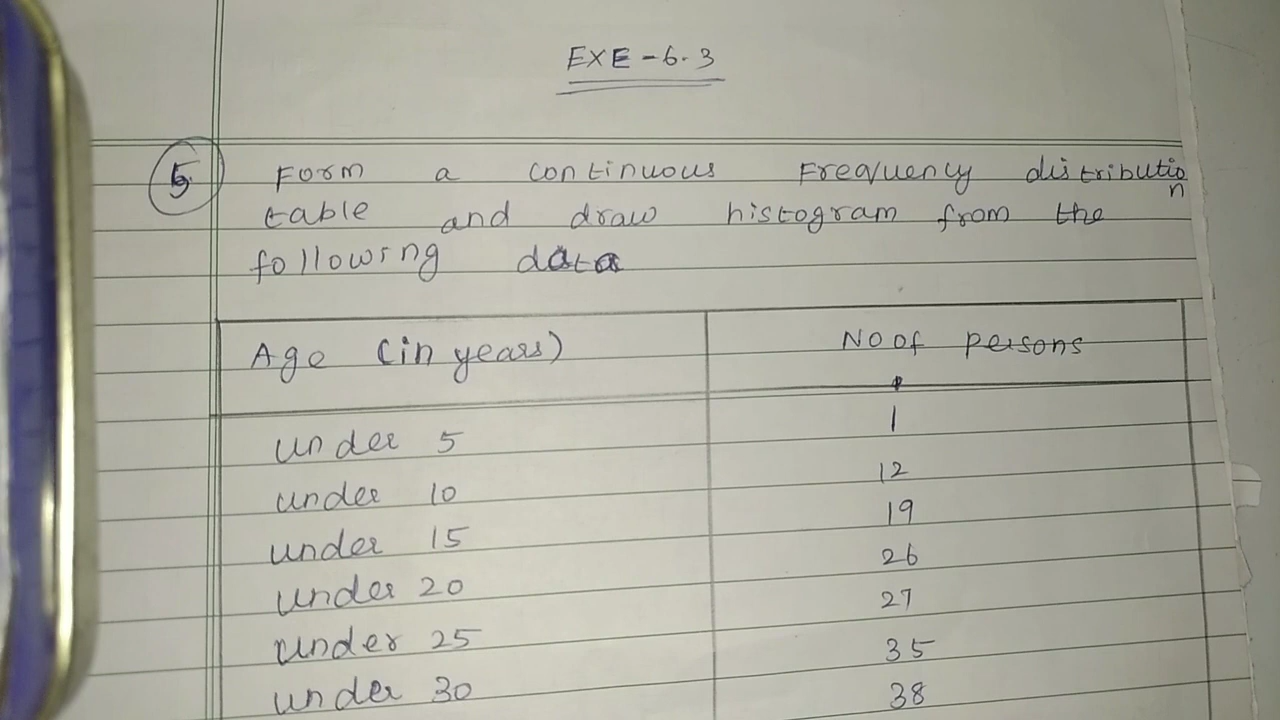 EXE - 6.3
5 Form a continuous Frequency distribution
table and draw histogram from the
following data
Age (in years) No of persons
under 5 1
under 10 12
under 15 19
under 20 26
under 25 27
under 30 35
38